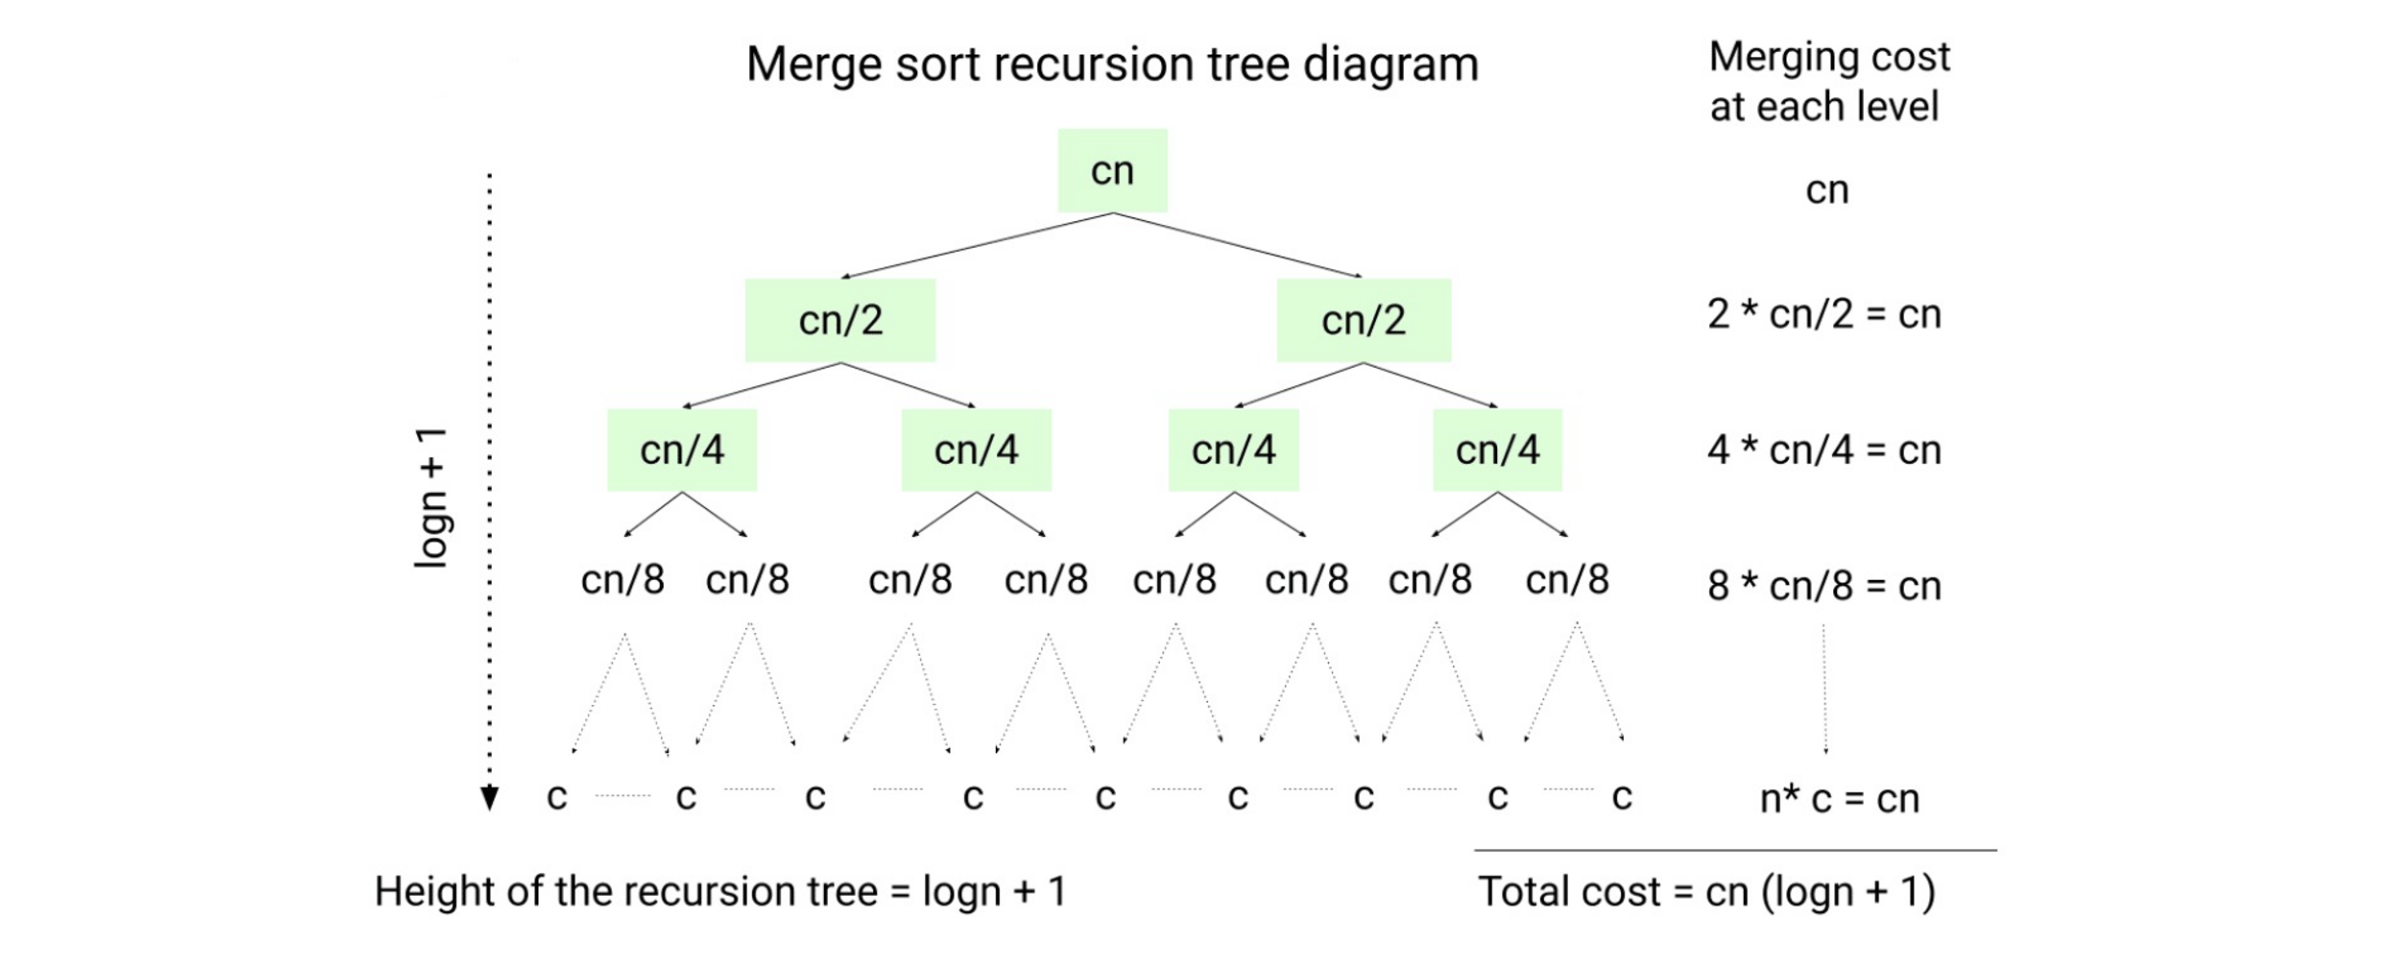 Merge sort recursion tree diagram
Merging cost
at each level
cn
cn
cn/2 cn/2
2 * cn/2 = cn
logn + 1
cn/4 cn/4 cn/4 cn/4
4 * cn/4 = cn
cn/8 cn/8 cn/8 cn/8 cn/8 cn/8 cn/8 cn/8
8 * cn/8 = cn
c c c c c c c c c
n* c = cn
Height of the recursion tree = logn + 1
Total cost = cn (logn + 1)